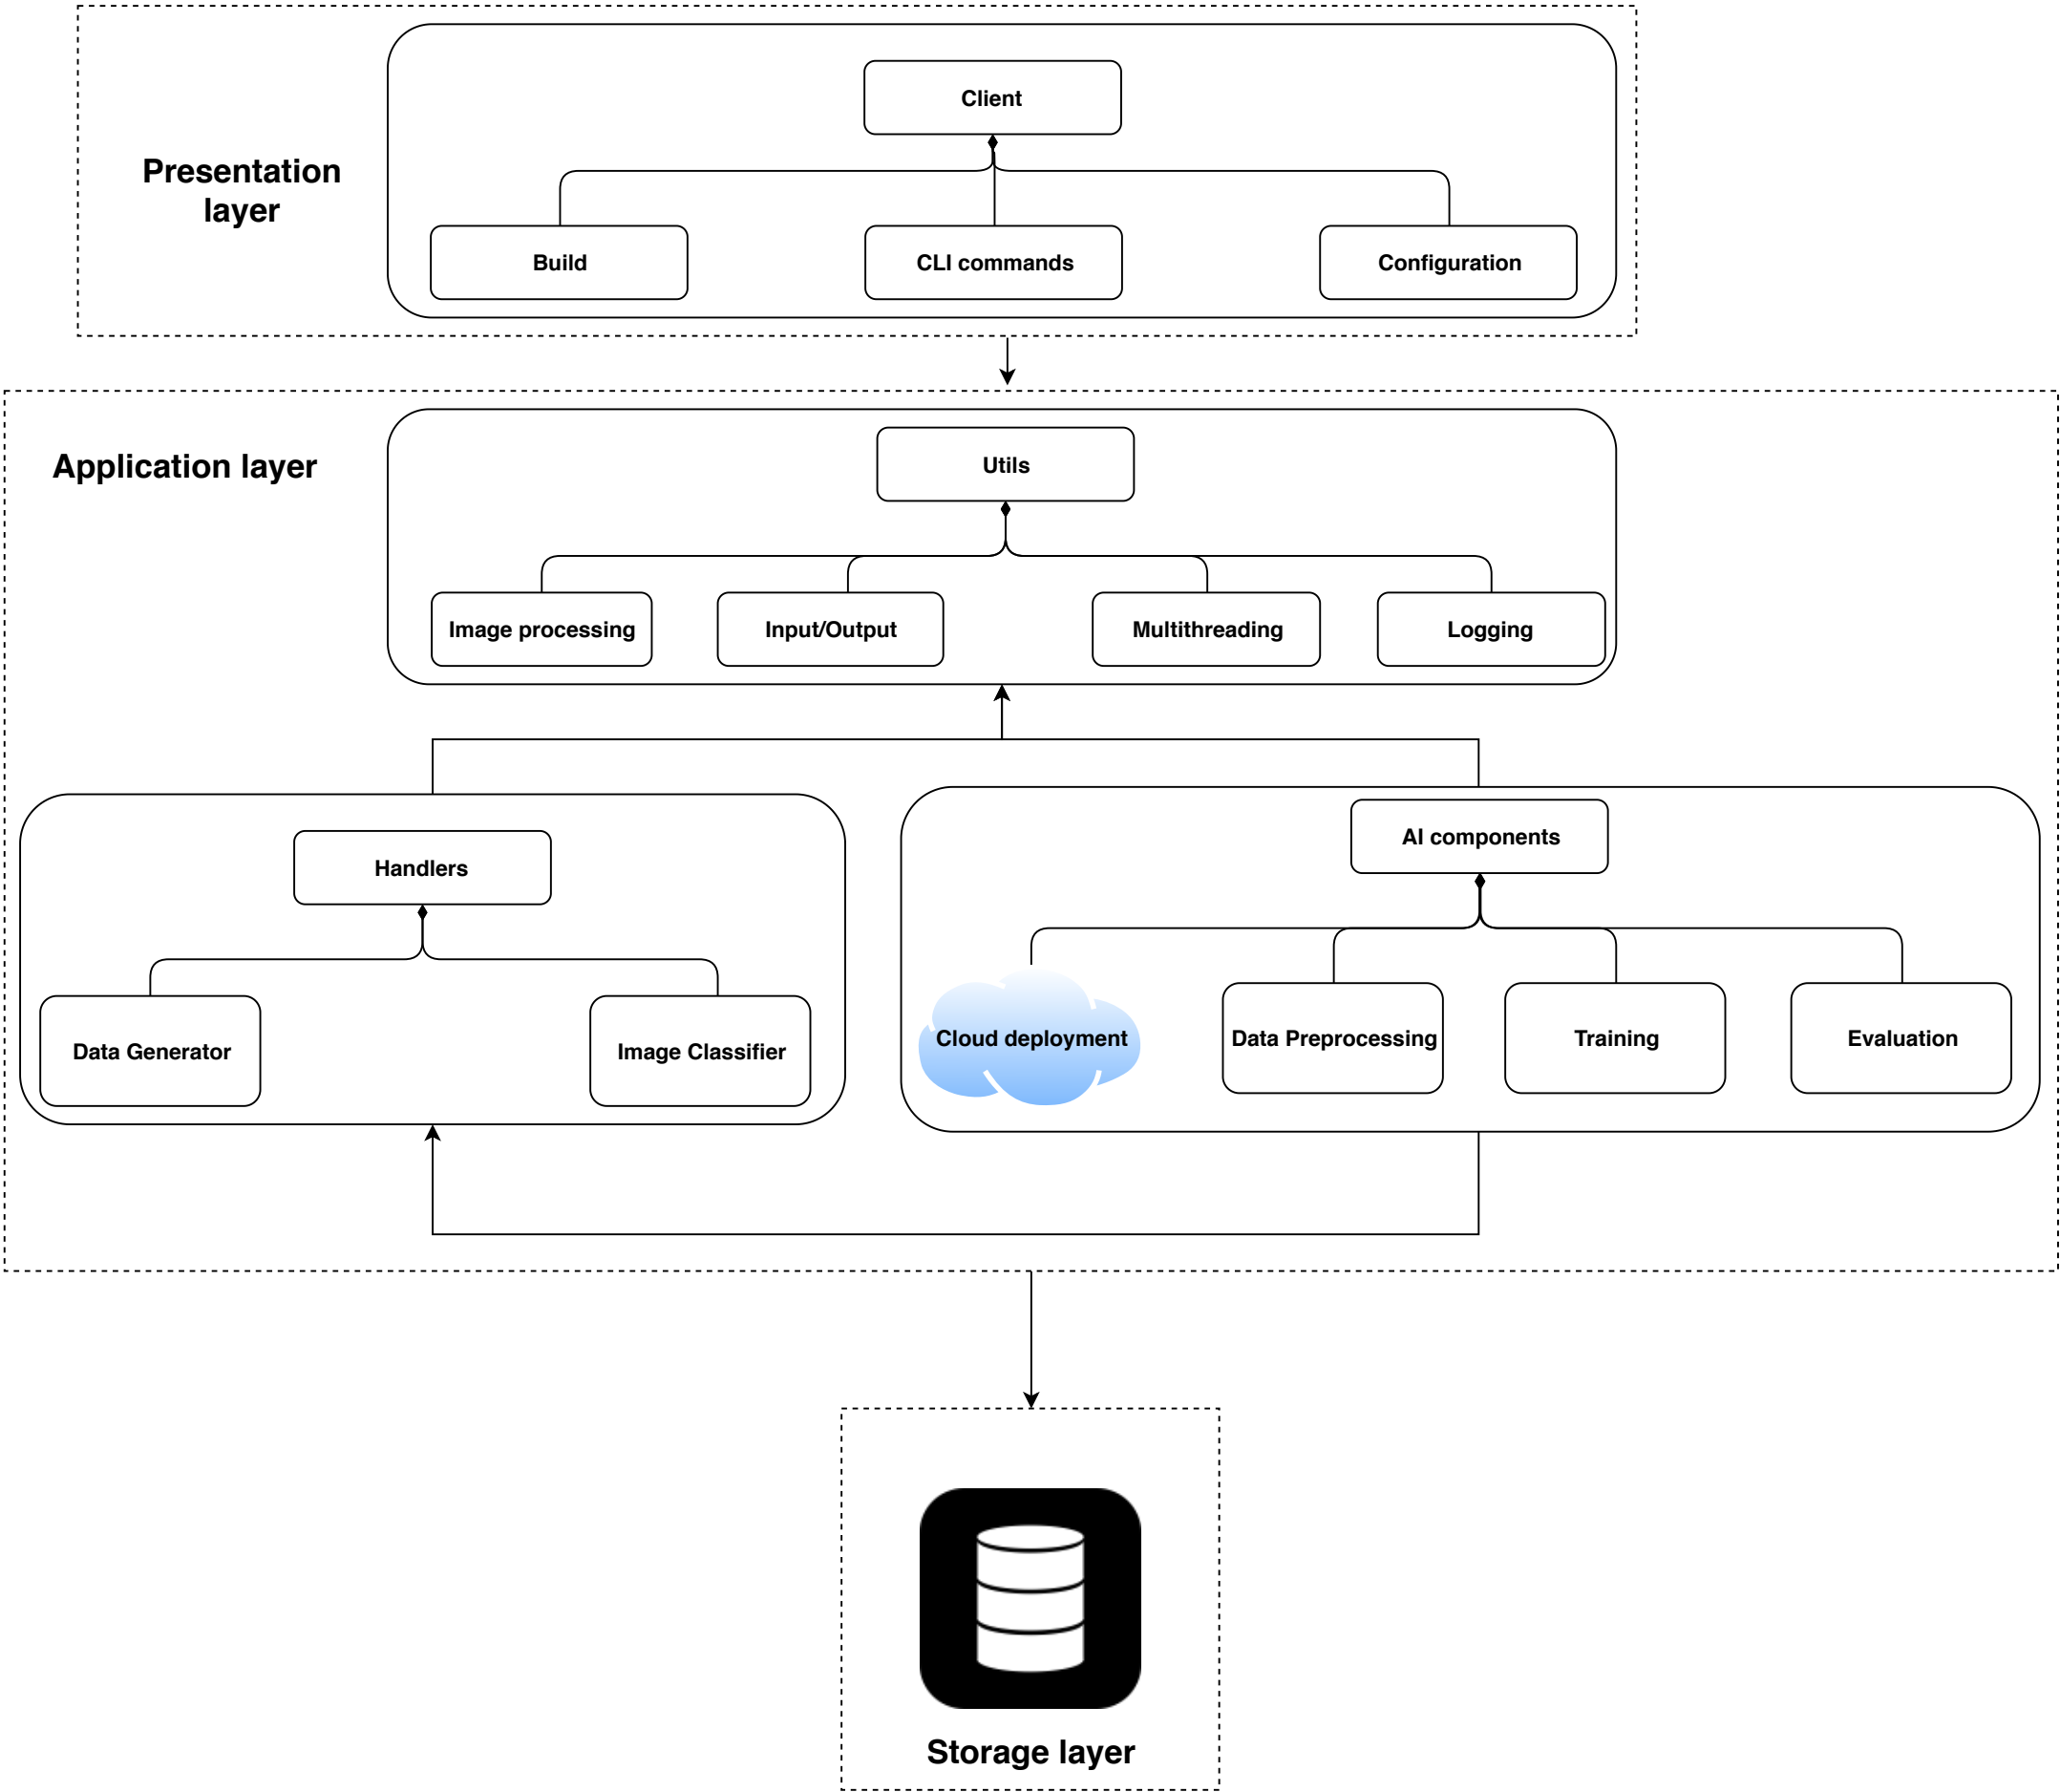 Client
Presentation
layer
Build
CLI commands
Configuration
Application layer
Utils
Image processing
Input/Output
Multithreading
Logging
Handlers
AI components
Data Generator
Image Classifier
Cloud deployment
Data Preprocessing
Training
Evaluation
Storage layer